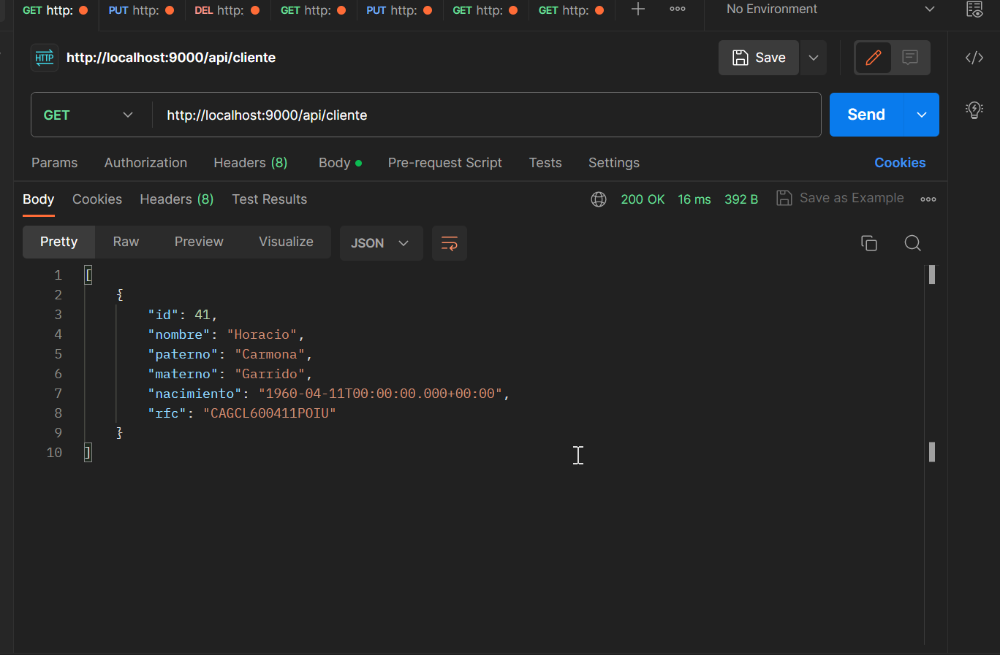 GET http: PUT http: DEL http: GET http: PUT http: GET http: GET http: No Environment
HTTP http://localhost:9000/api/cliente Save
GET http://localhost:9000/api/cliente Send
Params Authorization Headers (8) Body Pre-request Script Tests Settings Cookies
Body Cookies Headers (8) Test Results 200 OK 16 ms 392 B Save as Example
Pretty Raw Preview Visualize JSON
1 [
2 {
3 "id": 41,
4 "nombre": "Horacio",
5 "paterno": "Carmona",
6 "materno": "Garrido",
7 "nacimiento": "1960-04-11T00:00:00.000+00:00",
8 "rfc": "CAGCL600411POIU"
9 }
10 ]